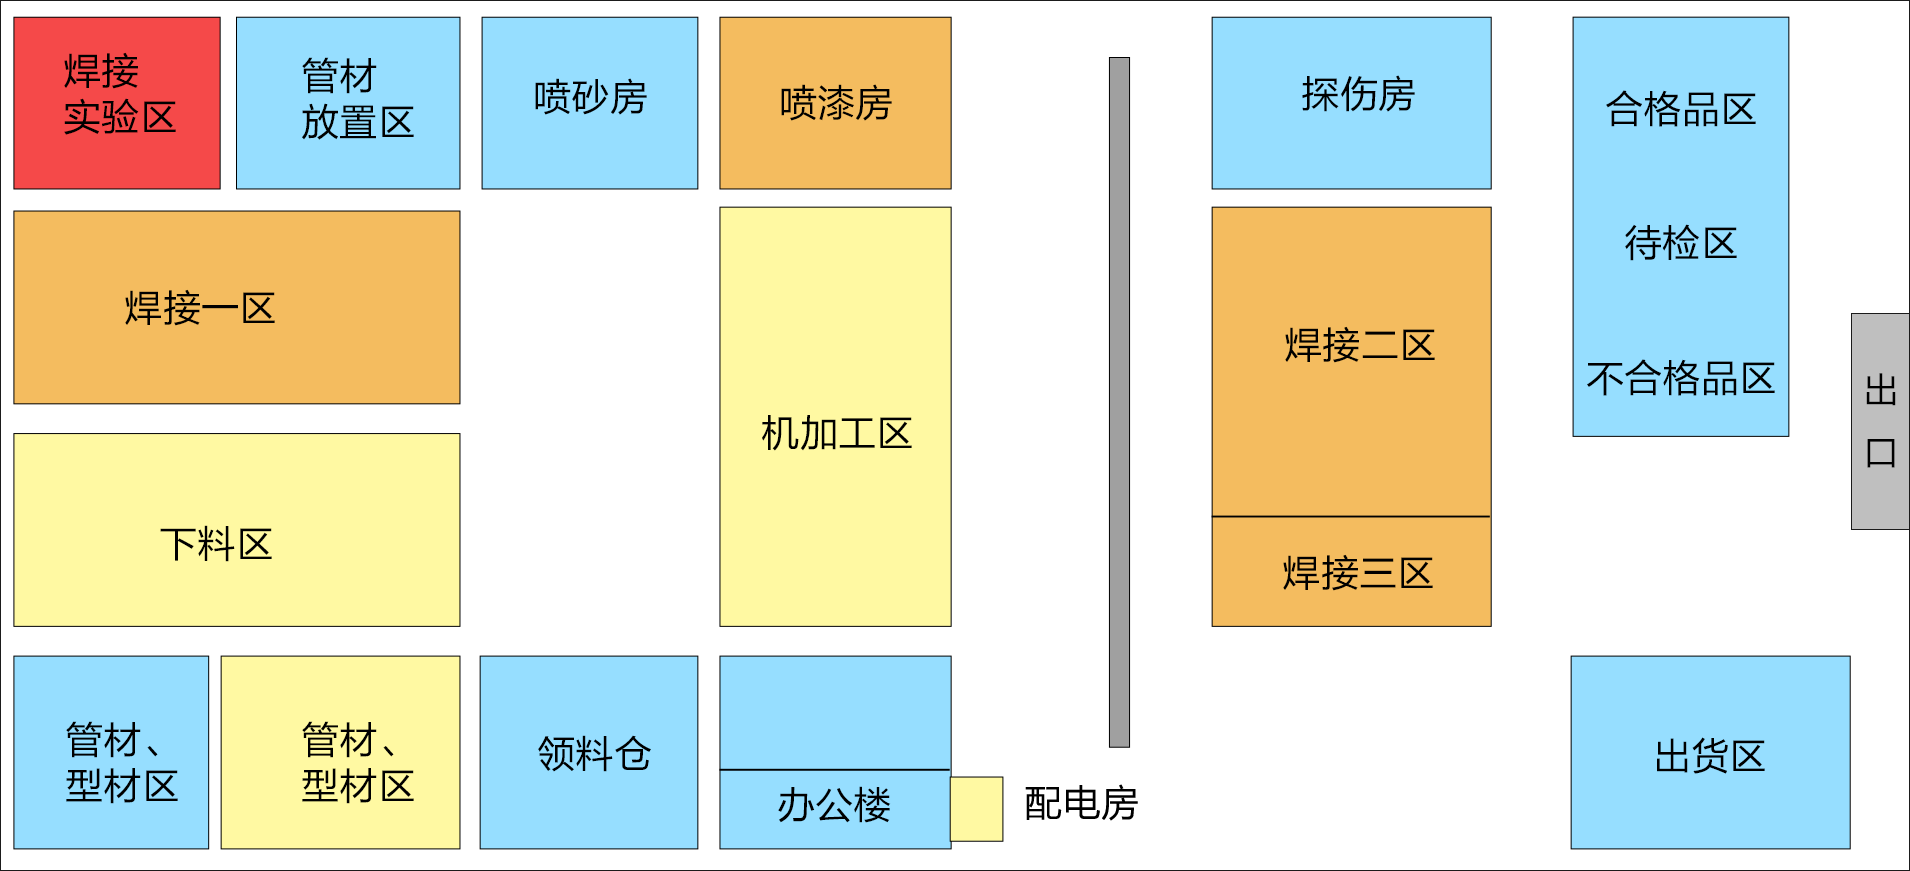 焊接
实验区
管材
放置区
喷砂房
喷漆房
探伤房
合格品区
待检区
不合格品区
焊接一区
机加工区
焊接二区
出
口
下料区
焊接三区
管材、
型材区
管材、
型材区
领料仓
办公楼
配电房
出货区